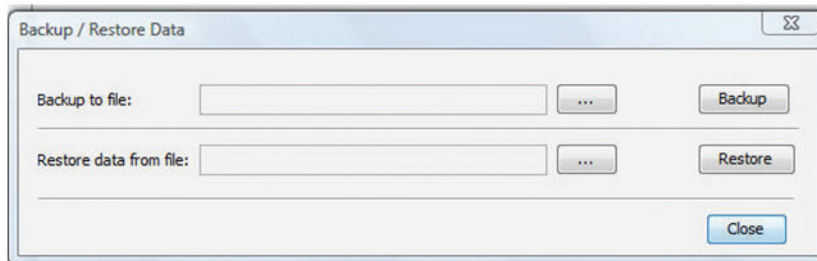 Backup / Restore Data
Backup to file: ... Backup
Restore data from file: ... Restore
Close